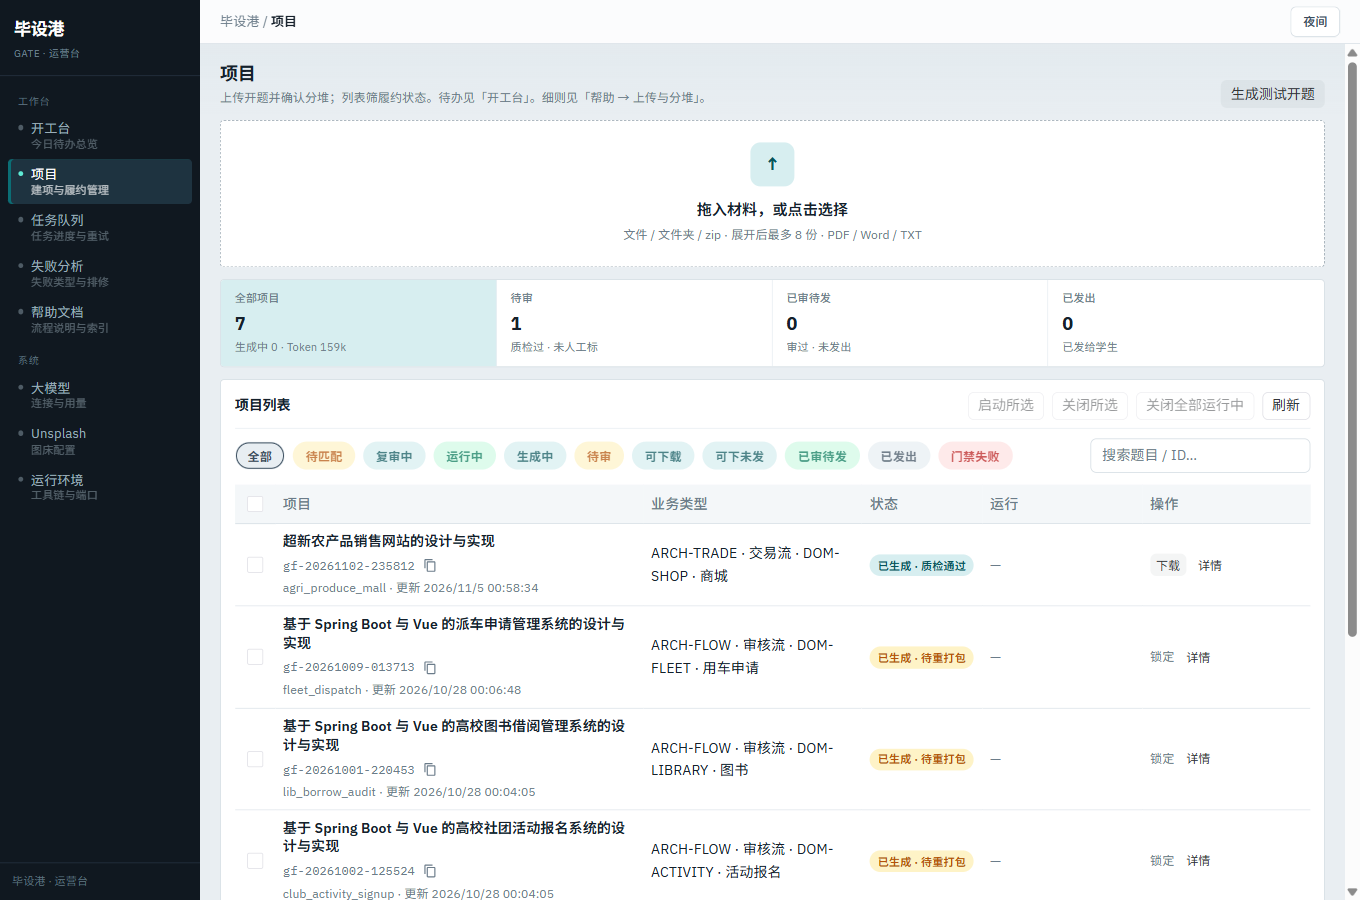 毕设港
GATE · 运营台
工作台
开工台
今日待办总览
项目
建项与履约管理
任务队列
任务进度与重试
失败分析
失败类型与排修
帮助文档
流程说明与索引
系统
大模型
连接与用量
Unsplash
图床配置
运行环境
工具链与端口
毕设港 · 运营台
毕设港 / 项目
夜间
项目
上传开题并确认分堆；列表筛履约状态。待办见「开工台」。细则见「帮助 → 上传与分堆」。
生成测试开题
↑
拖入材料，或点击选择
文件 / 文件夹 / zip · 展开后最多 8 份 · PDF / Word / TXT
全部项目
7
生成中 0 · Token 159k
待审
1
质检过 · 未人工标
已审待发
0
审过 · 未发出
已发出
0
已发给学生
项目列表
启动所选
关闭所选
关闭全部运行中
刷新
全部
待匹配
复审中
运行中
生成中
待审
可下载
可下未发
已审待发
已发出
门禁失败
搜索题目 / ID...
项目
业务类型
状态
运行
操作
超新农产品销售网站的设计与实现
gf-20261102-235812
agri_produce_mall · 更新 2026/11/5 00:58:34
ARCH-TRADE · 交易流 · DOM-
SHOP · 商城
已生成 · 质检通过
—
下载
详情
基于 Spring Boot 与 Vue 的派车申请管理系统的设计与
实现
gf-20261009-013713
fleet_dispatch · 更新 2026/10/28 00:06:48
ARCH-FLOW · 审核流 · DOM-
FLEET · 用车申请
已生成 · 待重打包
—
锁定
详情
基于 Spring Boot 与 Vue 的高校图书借阅管理系统的设
计与实现
gf-20261001-220453
lib_borrow_audit · 更新 2026/10/28 00:04:05
ARCH-FLOW · 审核流 · DOM-
LIBRARY · 图书
已生成 · 待重打包
—
锁定
详情
基于 Spring Boot 与 Vue 的高校社团活动报名系统的设
计与实现
gf-20261002-125524
club_activity_signup · 更新 2026/10/28 00:04:05
ARCH-FLOW · 审核流 · DOM-
ACTIVITY · 活动报名
已生成 · 待重打包
—
锁定
详情